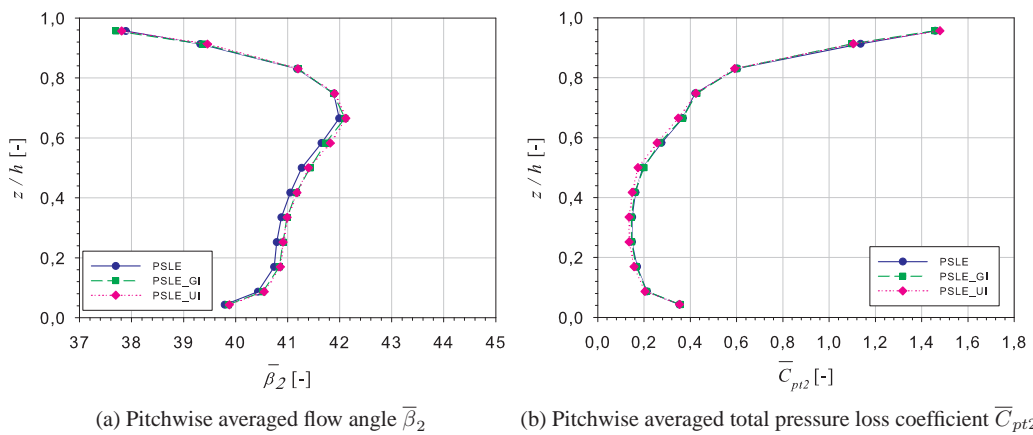 1,0
0,8
0,6
0,4
0,2
0,0
z / h [-]
PSLE
PSLE_GI
PSLE_UI
37 38 39 40 41 42 43 44 45
β̅₂ [-]
(a) Pitchwise averaged flow angle β̅₂
1,0
0,8
0,6
0,4
0,2
0,0
z / h [-]
PSLE
PSLE_GI
PSLE_UI
0,0 0,2 0,4 0,6 0,8 1,0 1,2 1,4 1,6 1,8
C̅pt2 [-]
(b) Pitchwise averaged total pressure loss coefficient C̅pt2